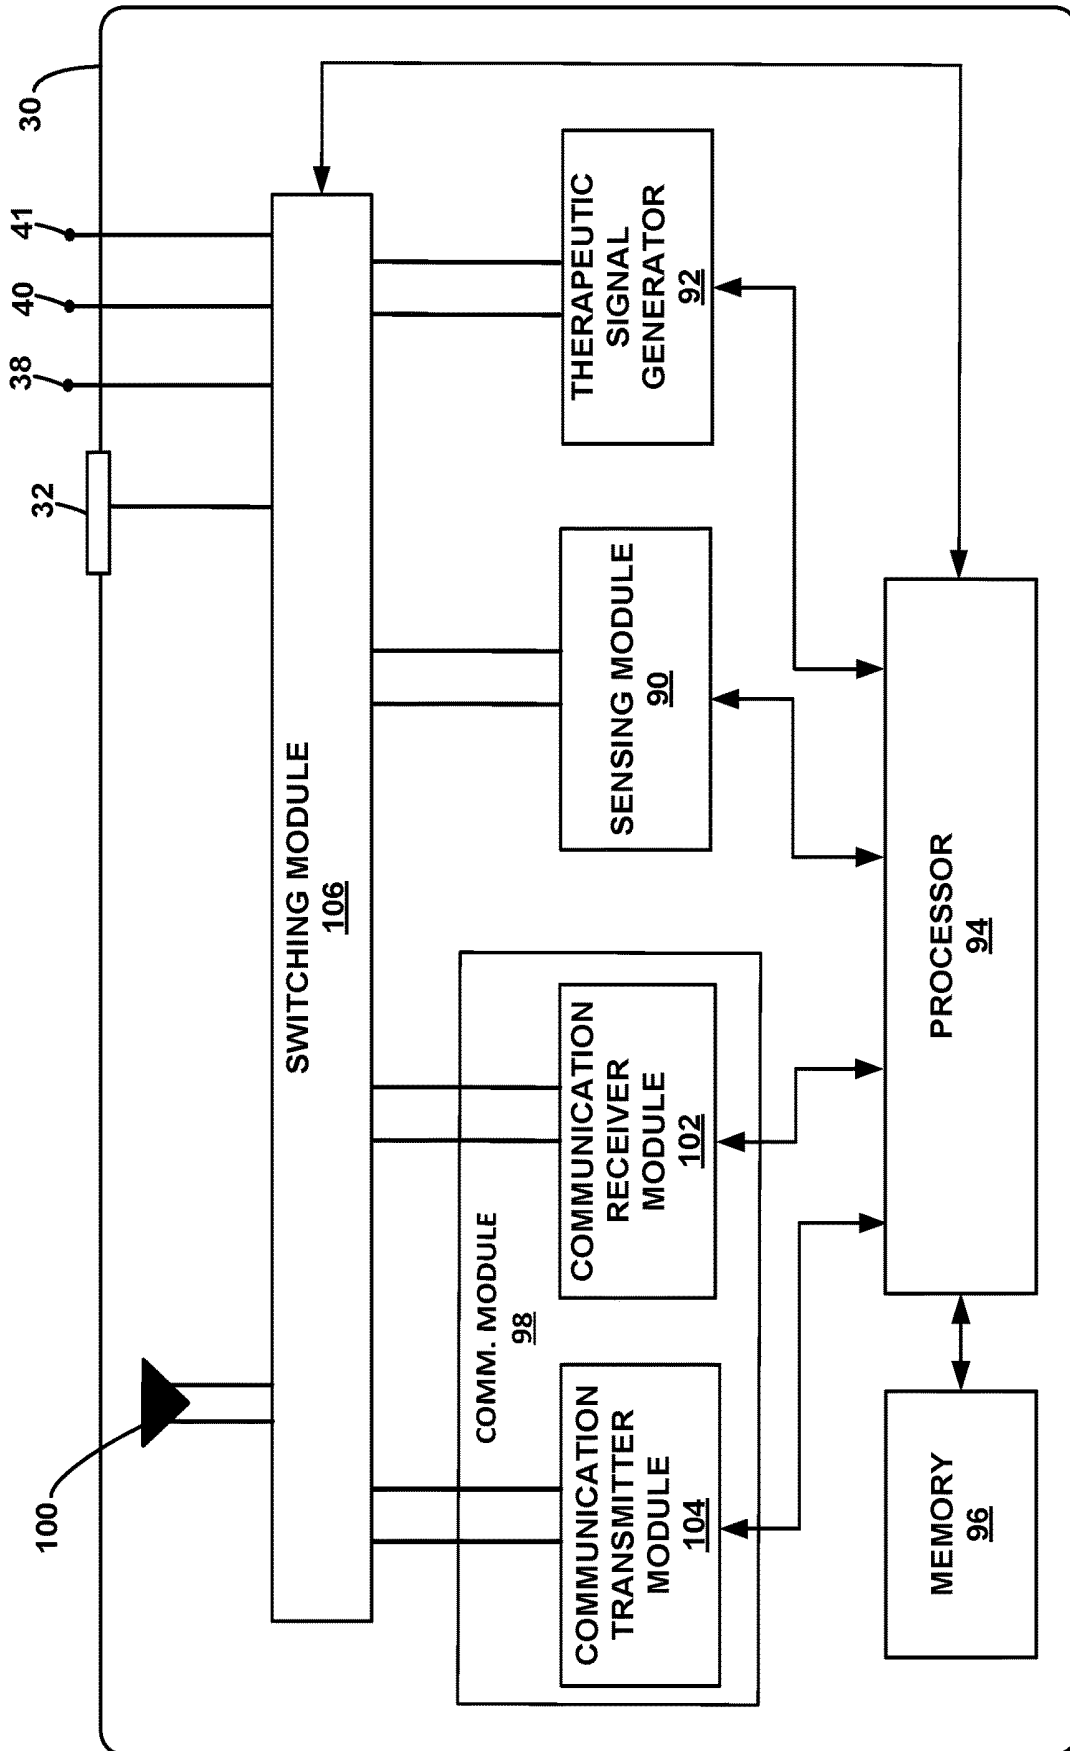 100
32
38
40
41
30
SWITCHING MODULE
106
COMM. MODULE
98
COMMUNICATION
TRANSMITTER
MODULE
104
COMMUNICATION
RECEIVER
MODULE
102
SENSING MODULE
90
THERAPEUTIC
SIGNAL
GENERATOR
92
MEMORY
96
PROCESSOR
94